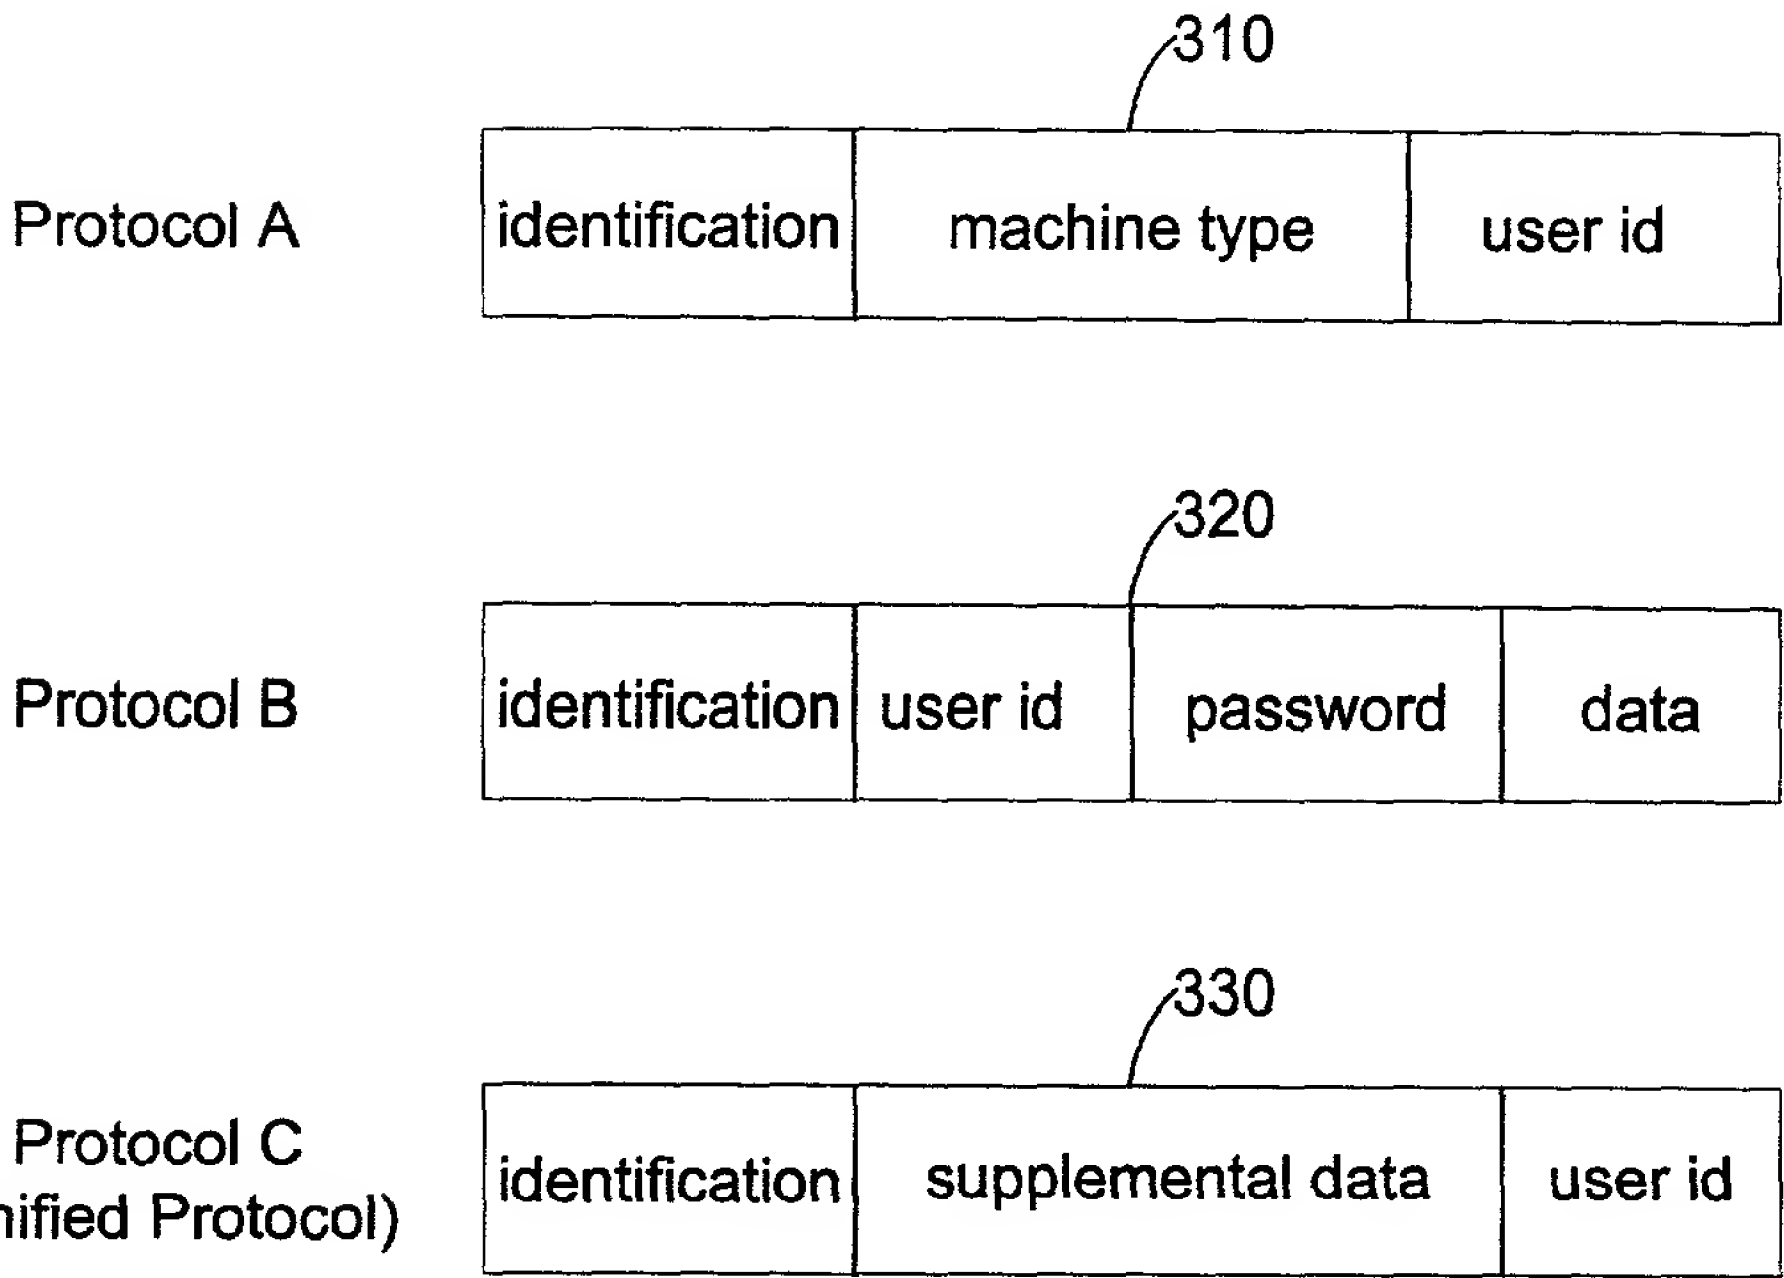 310
Protocol A
identification machine type user id
320
Protocol B
identification user id password data
330
Protocol C
nified Protocol)
identification supplemental data user id